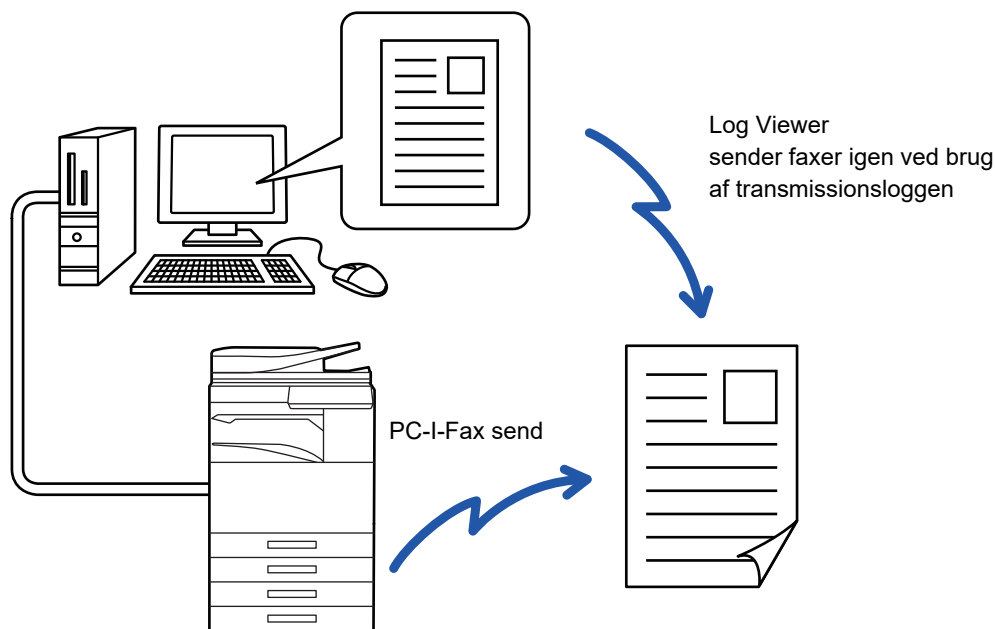 Log Viewer
sender faxer igen ved brug
af transmissionsloggen
PC-I-Fax send